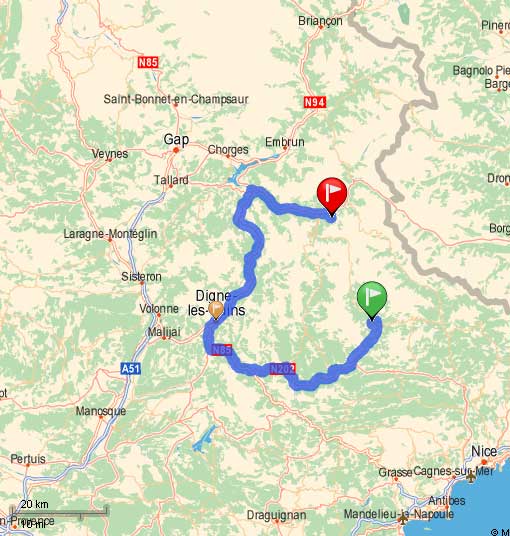 Briançon
N85
Pinero
Bagnolo Pie
Barge
Saint-Bonnet-en-Champsaur
N94
Gap
Embrun
Chorges
Veynes
Tallard
Dron
Laragne-Monteglin
Borg
Sisteron
Digne-
les-Bains
Volonne
Malijai
N85
A51
N202
Manosque
Nice
Pertuis
Grasse
Cagnes-sur-Mer
20 km
10 mi
Antibes
Draguignan
Mandelieu-la-Napoule
n-Provence
© M